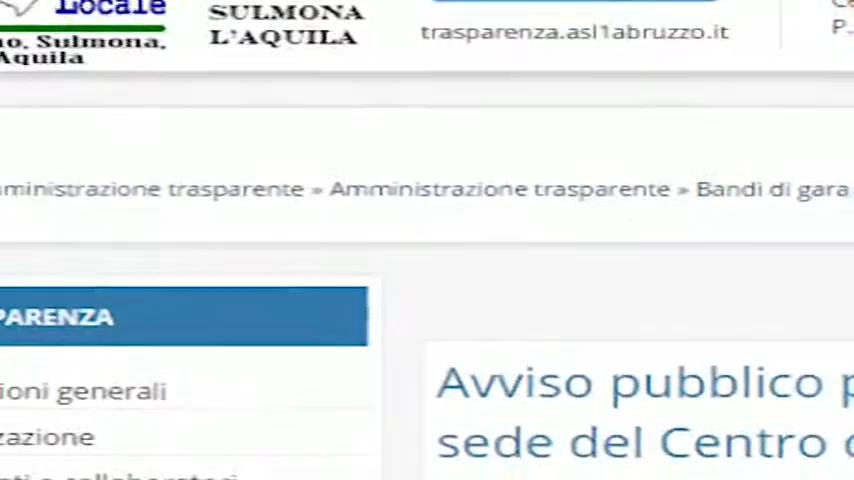 Locale
SULMONA
L'AQUILA
trasparenza.asl1abruzzo.it
P.
no, Sulmona,
Aquila
mministrazione trasparente » Amministrazione trasparente » Bandi di gara
PARENZA
ioni generali
zazione
Avviso pubblico p
sede del Centro